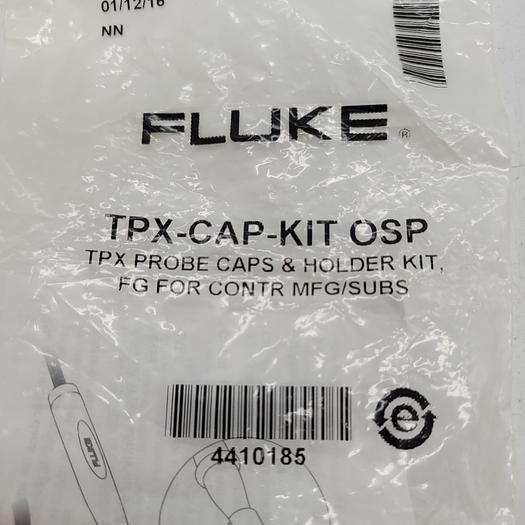 01/12/16
NN
FLUKE®
TPX-CAP-KIT OSP
TPX PROBE CAPS & HOLDER KIT,
FG FOR CONTR MFG/SUBS
4410185
e
FLUKE